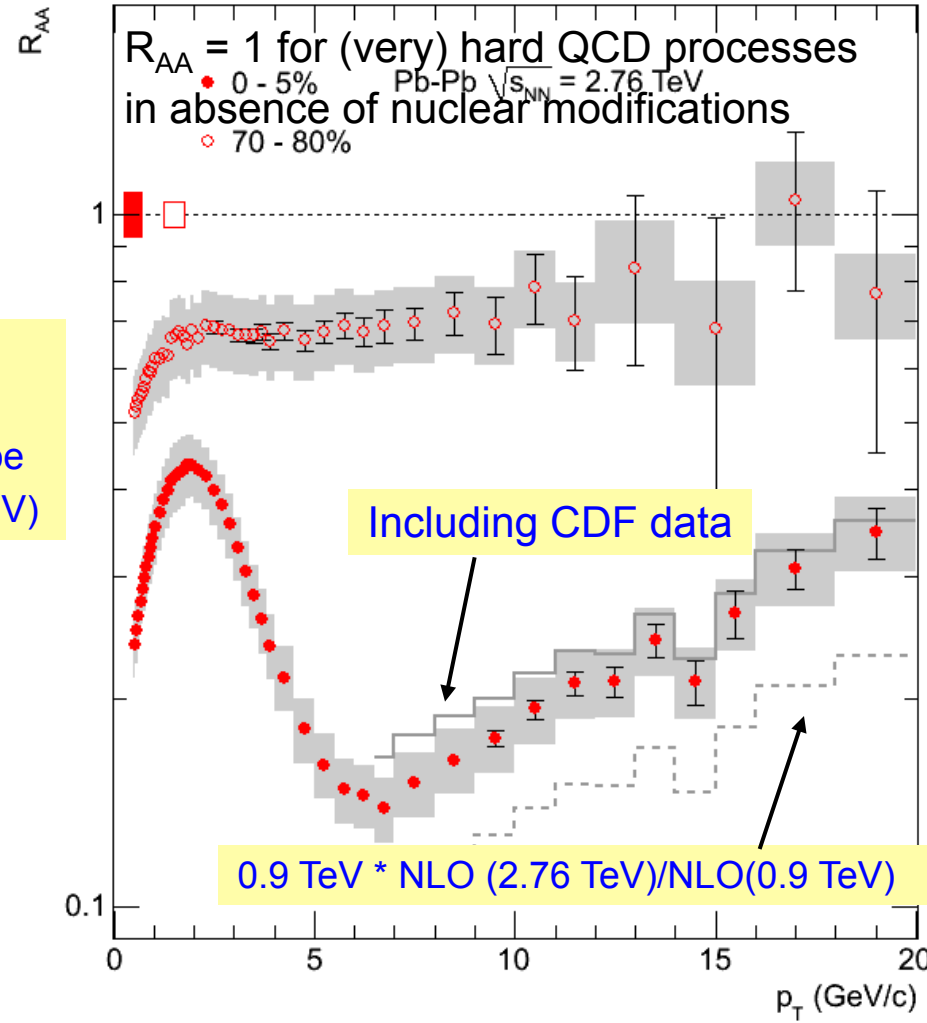 R_AA
R_AA = 1 for (very) hard QCD processes
0 - 5% Pb-Pb √s_NN = 2.76 TeV
in absence of nuclear modifications
70 - 80%
1
V)
Including CDF data
0.9 TeV * NLO (2.76 TeV)/NLO(0.9 TeV)
0.1
0 5 10 15 20
p_T (GeV/c)